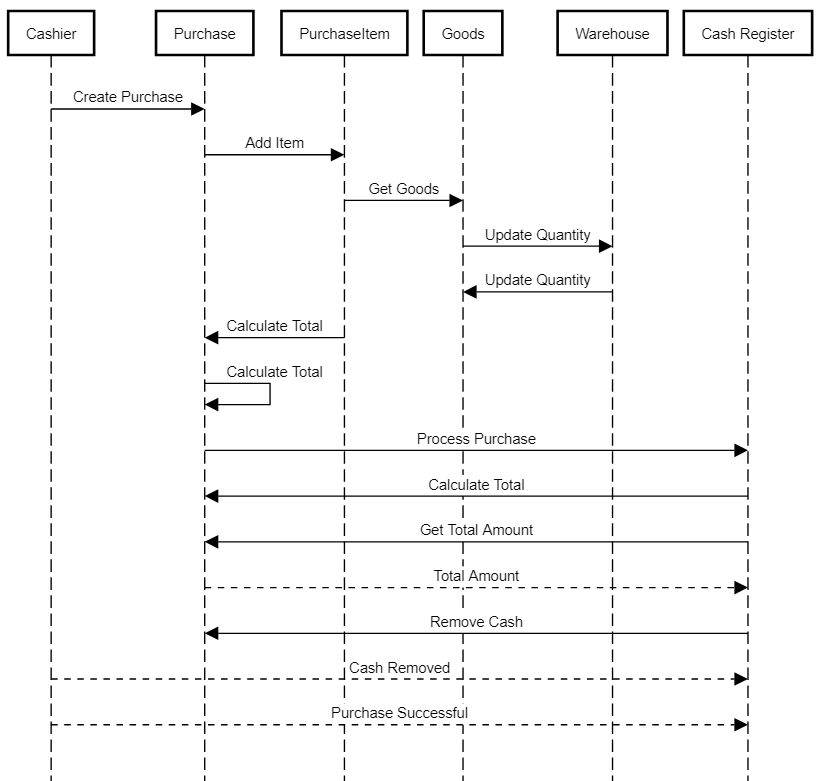 Cashier
Purchase
PurchaseItem
Goods
Warehouse
Cash Register
Create Purchase
Add Item
Get Goods
Update Quantity
Update Quantity
Calculate Total
Calculate Total
Process Purchase
Calculate Total
Get Total Amount
Total Amount
Remove Cash
Cash Removed
Purchase Successful